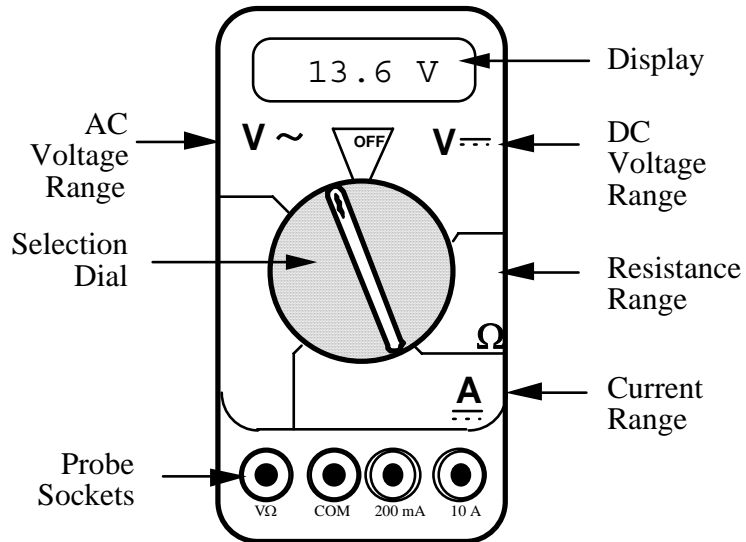 13.6 V
Display
AC
Voltage
Range
V ~
OFF
V ⎓
DC
Voltage
Range
Selection
Dial
Resistance
Range
Ω
A
⎓
Current
Range
Probe
Sockets
VΩ
COM
200 mA
10 A